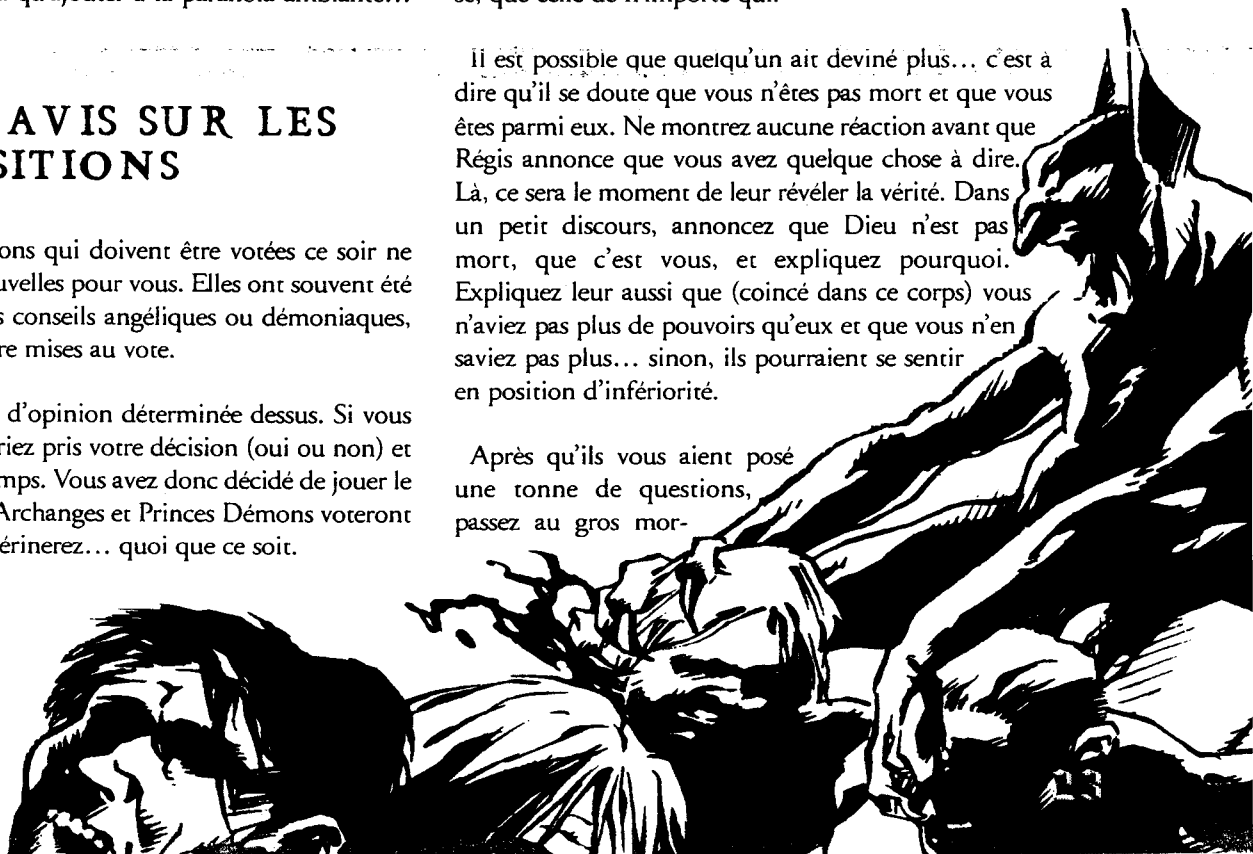 AVIS SUR LES
SITIONS
ons qui doivent être votées ce soir ne
uvelles pour vous. Elles ont souvent été
s conseils angéliques ou démoniaques,
re mises au vote.
d'opinion déterminée dessus. Si vous
riez pris votre décision (oui ou non) et
mps. Vous avez donc décidé de jouer le
Archanges et Princes Démons voteront
érinerez... quoi que ce soit.
Il est possible que quelqu'un ait deviné plus... c'est à
dire qu'il se doute que vous n'êtes pas mort et que vous
êtes parmi eux. Ne montrez aucune réaction avant que
Régis annonce que vous avez quelque chose à dire.
Là, ce sera le moment de leur révéler la vérité. Dans
un petit discours, annoncez que Dieu n'est pas
mort, que c'est vous, et expliquez pourquoi.
Expliquez leur aussi que (coincé dans ce corps) vous
n'aviez pas plus de pouvoirs qu'eux et que vous n'en
saviez pas plus... sinon, ils pourraient se sentir
en position d'infériorité.
Après qu'ils vous aient posé
une tonne de questions,
passez au gros mor-
13